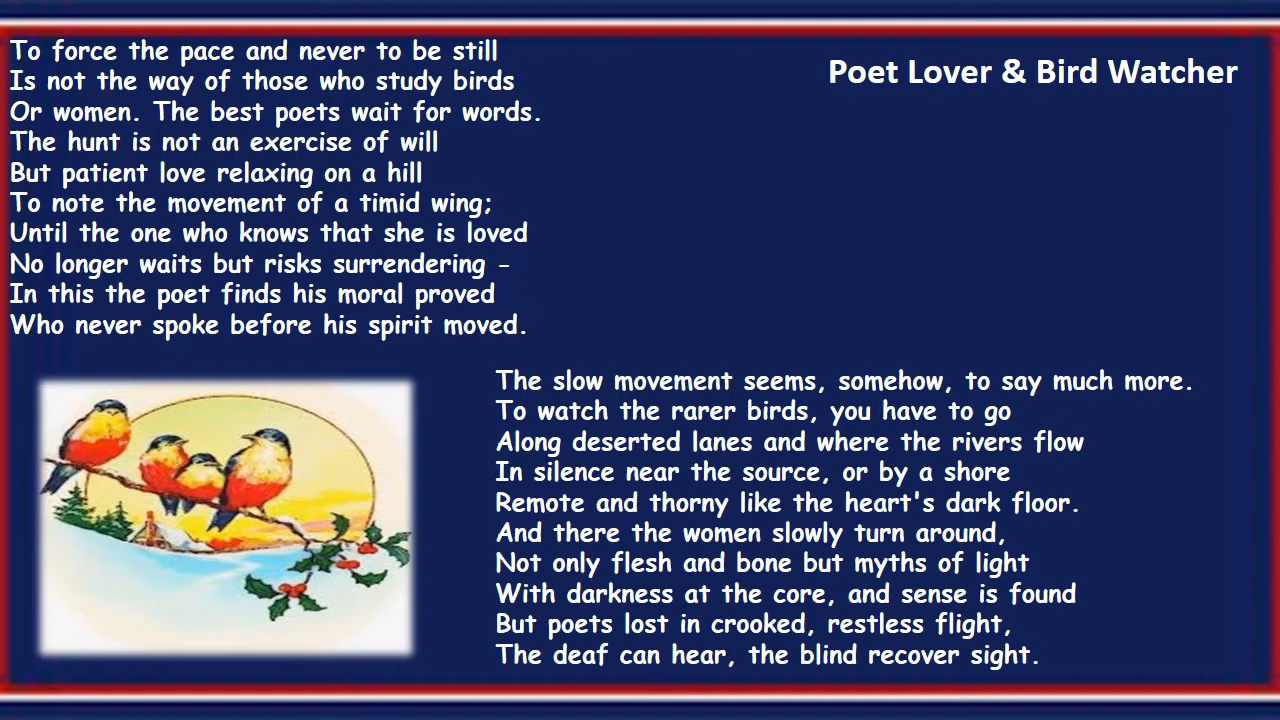 Poet Lover & Bird Watcher
To force the pace and never to be still
Is not the way of those who study birds
Or women. The best poets wait for words.
The hunt is not an exercise of will
But patient love relaxing on a hill
To note the movement of a timid wing;
Until the one who knows that she is loved
No longer waits but risks surrendering -
In this the poet finds his moral proved
Who never spoke before his spirit moved.
The slow movement seems, somehow, to say much more.
To watch the rarer birds, you have to go
Along deserted lanes and where the rivers flow
In silence near the source, or by a shore
Remote and thorny like the heart's dark floor.
And there the women slowly turn around,
Not only flesh and bone but myths of light
With darkness at the core, and sense is found
But poets lost in crooked, restless flight,
The deaf can hear, the blind recover sight.